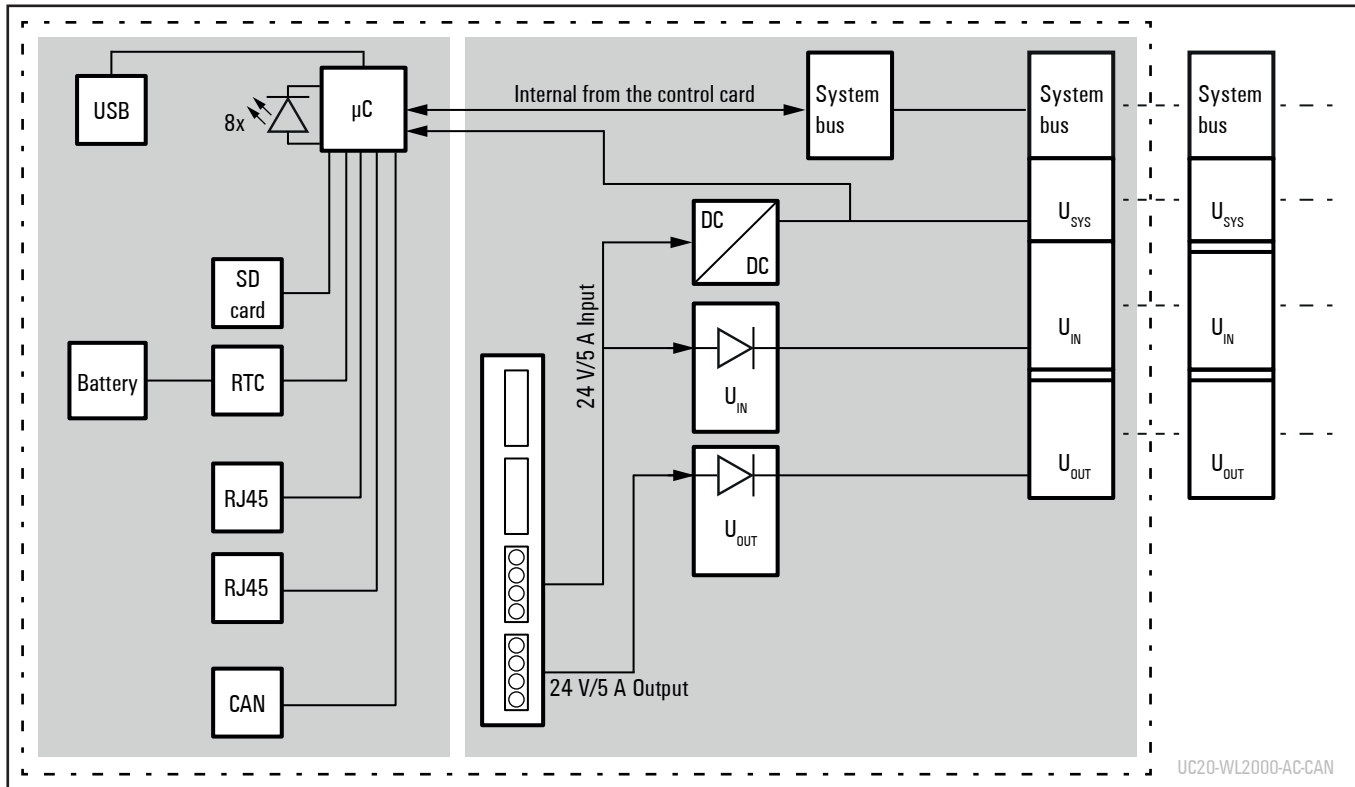 USB
8x
µC
Internal from the control card
System
bus
System
bus
System
bus
DC
DC
U_SYS
U_SYS
SD
card
24 V/5 A Input
U_IN
U_IN
U_IN
Battery
RTC
RJ45
U_OUT
U_OUT
U_OUT
RJ45
CAN
24 V/5 A Output
UC20-WL2000-AC-CAN